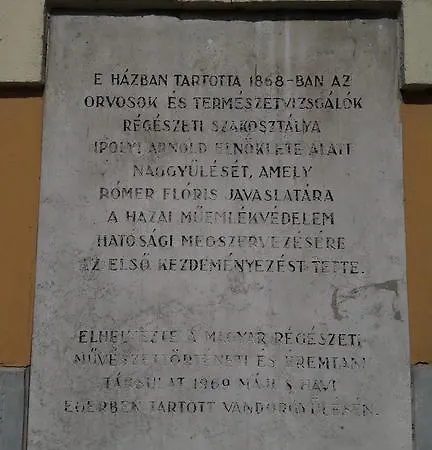 E HÁZBAN TARTOTTA 1868-BAN AZ
ORVOSOK ÉS TERMÉSZETVIZSGÁLÓK
RÉGÉSZETI SZAKOSZTÁLYA
IPOLYI ARNOLD ELNÖKLETE ALATT
NAGYGYÜLÉSÉT, AMELY
RÓMER FLÓRIS JAVASLATÁRA
A HAZAI MŰEMLÉKVÉDELEM
HATÓSÁGI MEGSZERVEZÉSÉRE
AZ ELSŐ KEZDEMÉNYEZÉST TETTE.
ELHELYEZTE A MAGYAR RÉGÉSZETI
MŰVÉSZETTÖRTÉNETI ÉS ÉREMTANI
TÁRSULAT 1969 MÁJUS HAVI
EGERBEN TARTOTT VÁNDORGYŰLÉSÉN.